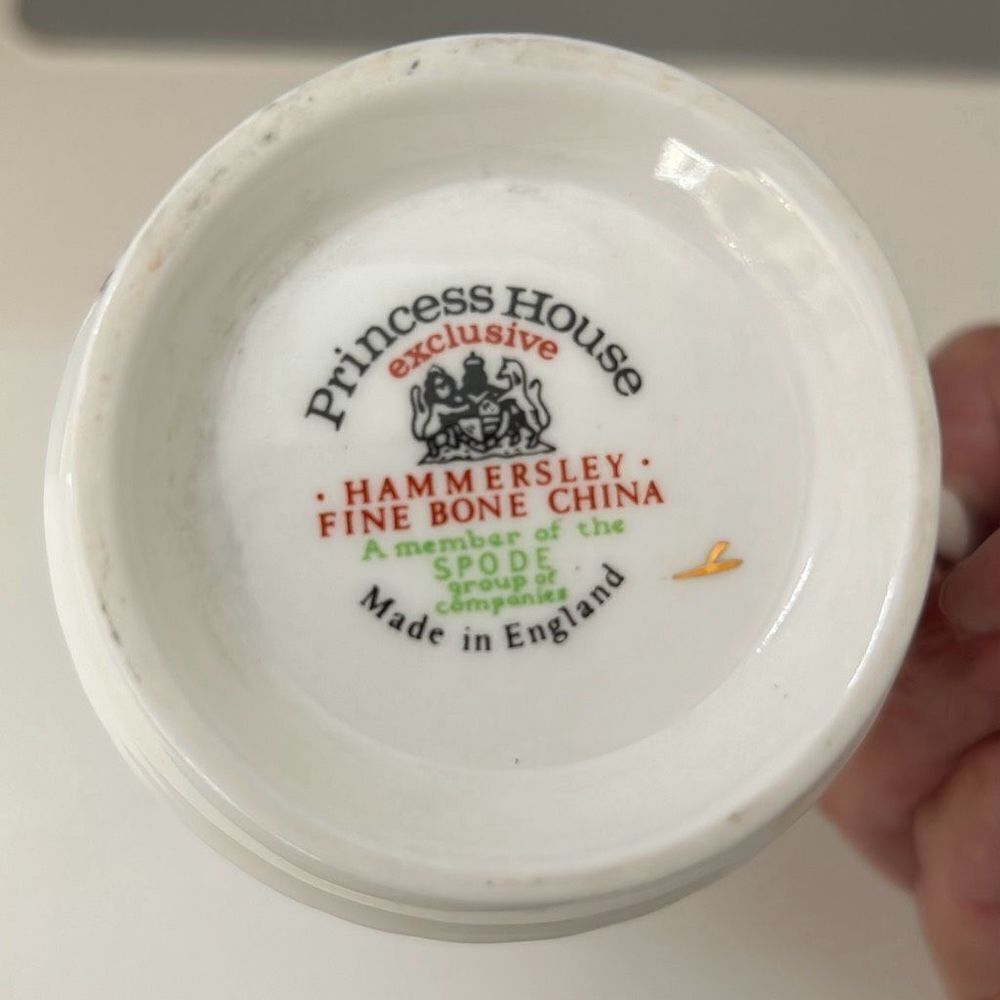 Princess House
exclusive
· HAMMERSLEY ·
FINE BONE CHINA
A member of the
SPODE
group of
companies
Made in England